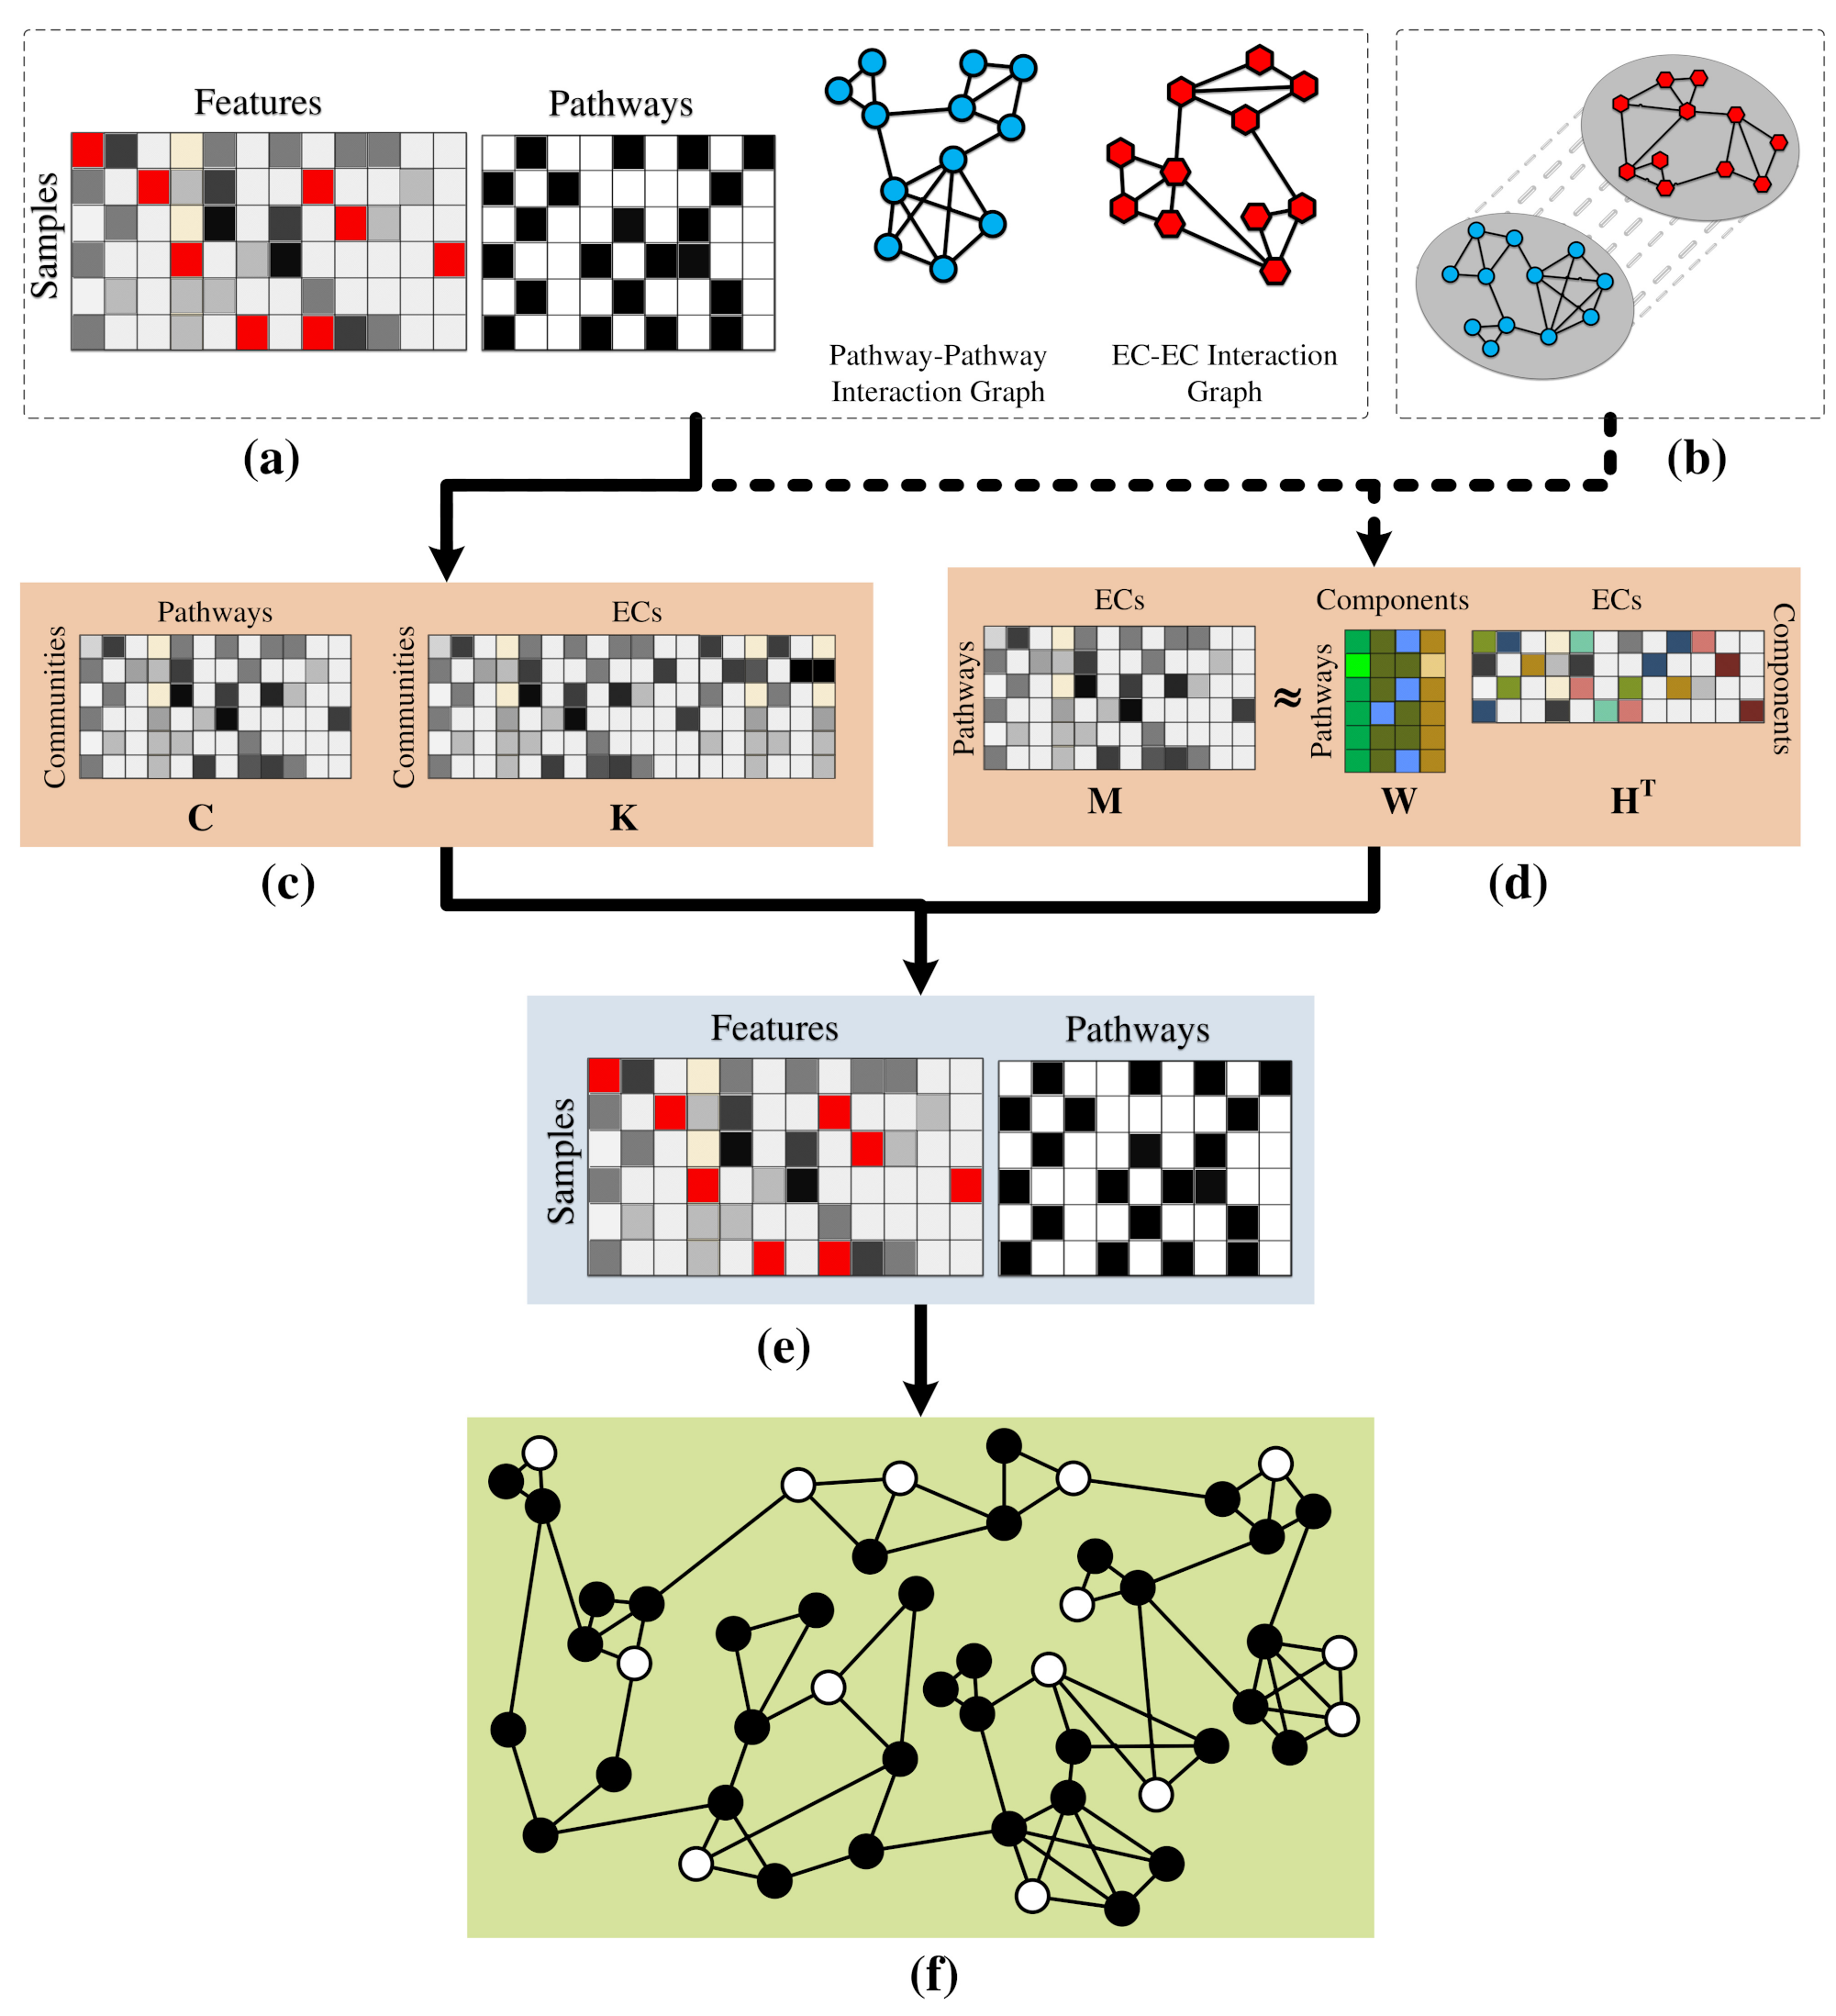 Features
Pathways
Samples
Pathway-Pathway
Interaction Graph
EC-EC Interaction
Graph
(a)
(b)
Pathways
Communities
C
ECs
Communities
K
(c)
ECs
Pathways
M
≈
Components
Pathways
W
ECs
Components
H^T
(d)
Features
Pathways
Samples
(e)
(f)